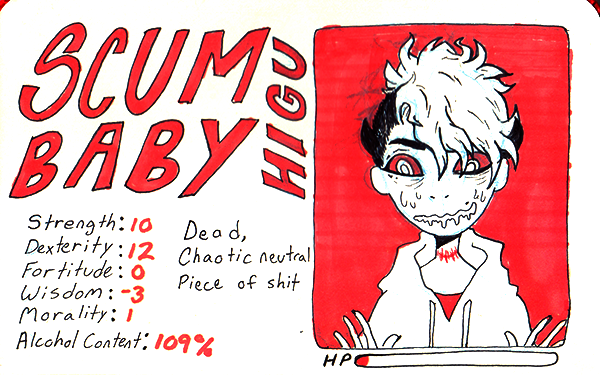 SCUM
BABY
HIGU
Strength: 10
Dexterity: 12
Fortitude: 0
Wisdom: -3
Morality: 1
Alcohol Content: 109%
Dead,
Chaotic neutral
Piece of shit
HP